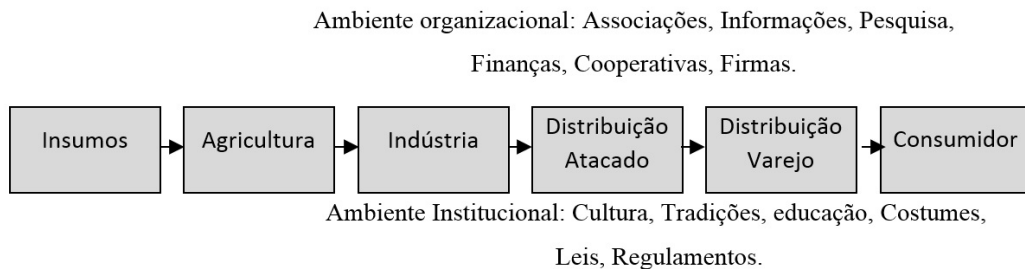 Ambiente organizacional: Associações, Informações, Pesquisa,
Finanças, Cooperativas, Firmas.
Insumos
Agricultura
Indústria
Distribuição
Atacado
Distribuição
Varejo
Consumidor
Ambiente Institucional: Cultura, Tradições, educação, Costumes,
Leis, Regulamentos.